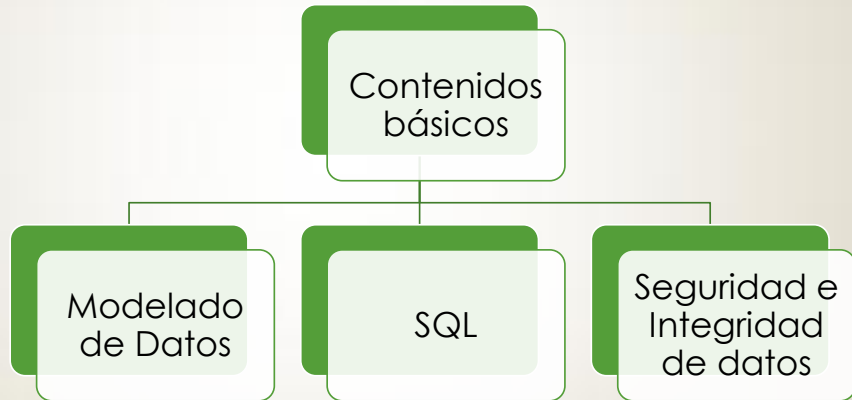 Contenidos
básicos
Modelado
de Datos
SQL
Seguridad e
Integridad
de datos